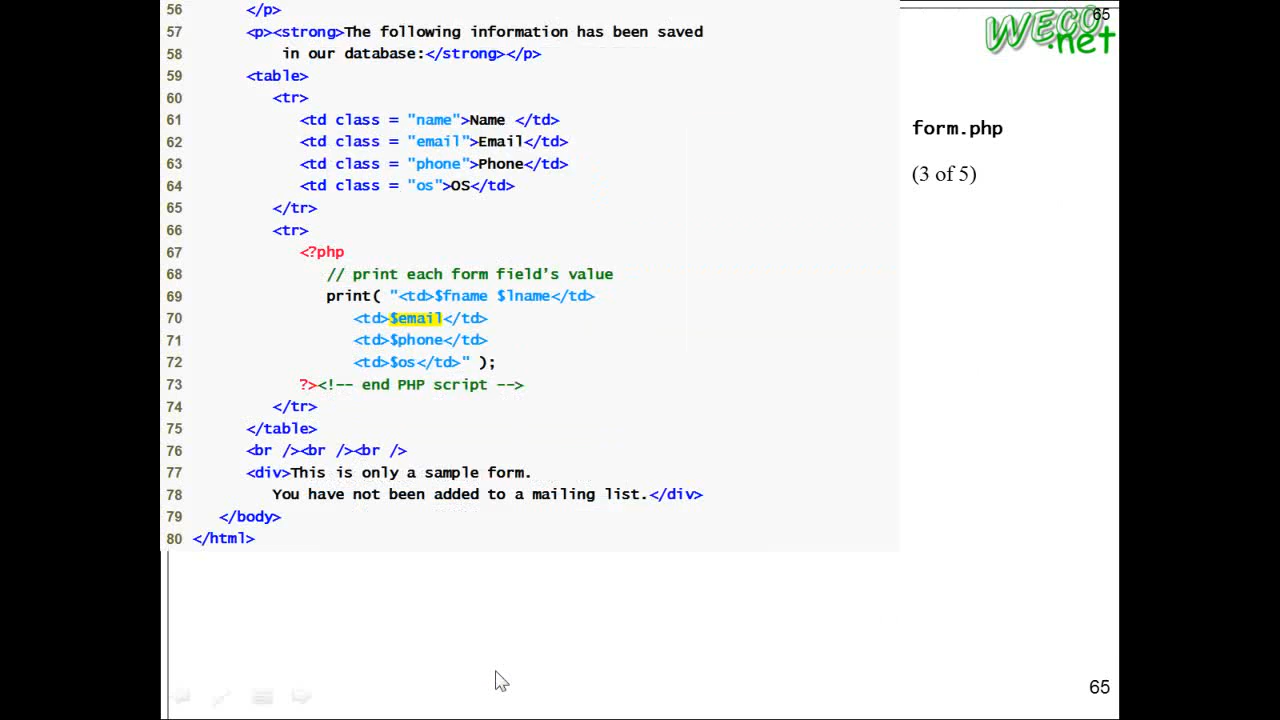 56 </p>
57 <p><strong>The following information has been saved
58 in our database:</strong></p>
59 <table>
60 <tr>
61 <td class = "name">Name </td>
62 <td class = "email">Email</td>
63 <td class = "phone">Phone</td>
64 <td class = "os">OS</td>
65 </tr>
66 <tr>
67 <?php
68 // print each form field’s value
69 print( "<td>$fname $lname</td>
70 <td>$email</td>
71 <td>$phone</td>
72 <td>$os</td>" );
73 ?><!-- end PHP script -->
74 </tr>
75 </table>
76 <br /><br /><br />
77 <div>This is only a sample form.
78 You have not been added to a mailing list.</div>
79 </body>
80 </html>
65
WECO
.net
form.php
(3 of 5)
65